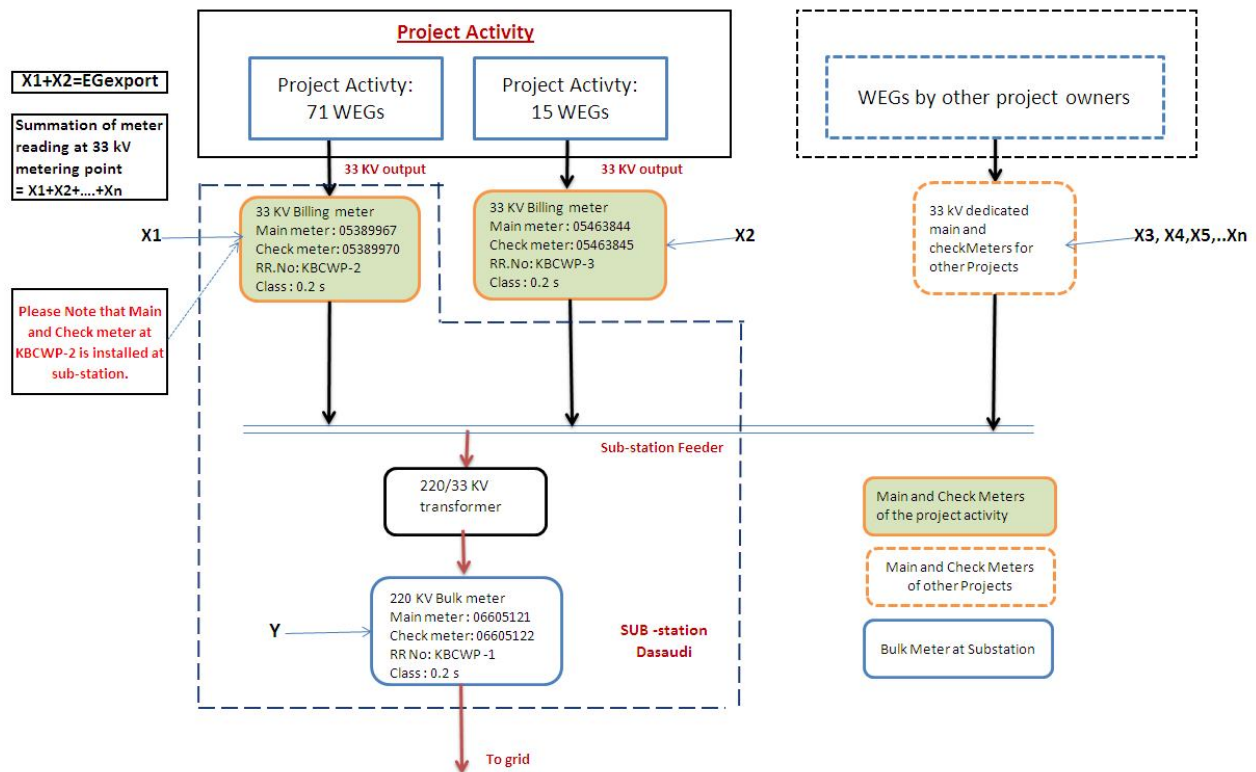 Project Activity
Project Activty:
71 WEGs
Project Activty:
15 WEGs
WEGs by other project owners
X1+X2=EGexport
Summation of meter
reading at 33 kV
metering point
= X1+X2+....+Xn
33 KV output
33 KV output
X1
33 KV Billing meter
Main meter : 05389967
Check meter: 05389970
RR.No: KBCWP-2
Class : 0.2 s
33 KV Billing meter
Main meter : 05463844
Check meter: 05463845
RR.No: KBCWP-3
Class : 0.2 s
X2
33 kV dedicated
main and
checkMeters for
other Projects
X3, X4,X5,..Xn
Please Note that Main
and Check meter at
KBCWP-2 is installed at
sub-station.
Sub-station Feeder
220/33 KV
transformer
Main and Check Meters
of the project activity
Main and Check Meters
of other Projects
Bulk Meter at Substation
Y
220 KV Bulk meter
Main meter : 06605121
Check meter: 06605122
RR No: KBCWP -1
Class : 0.2 s
SUB -station
Dasaudi
To grid